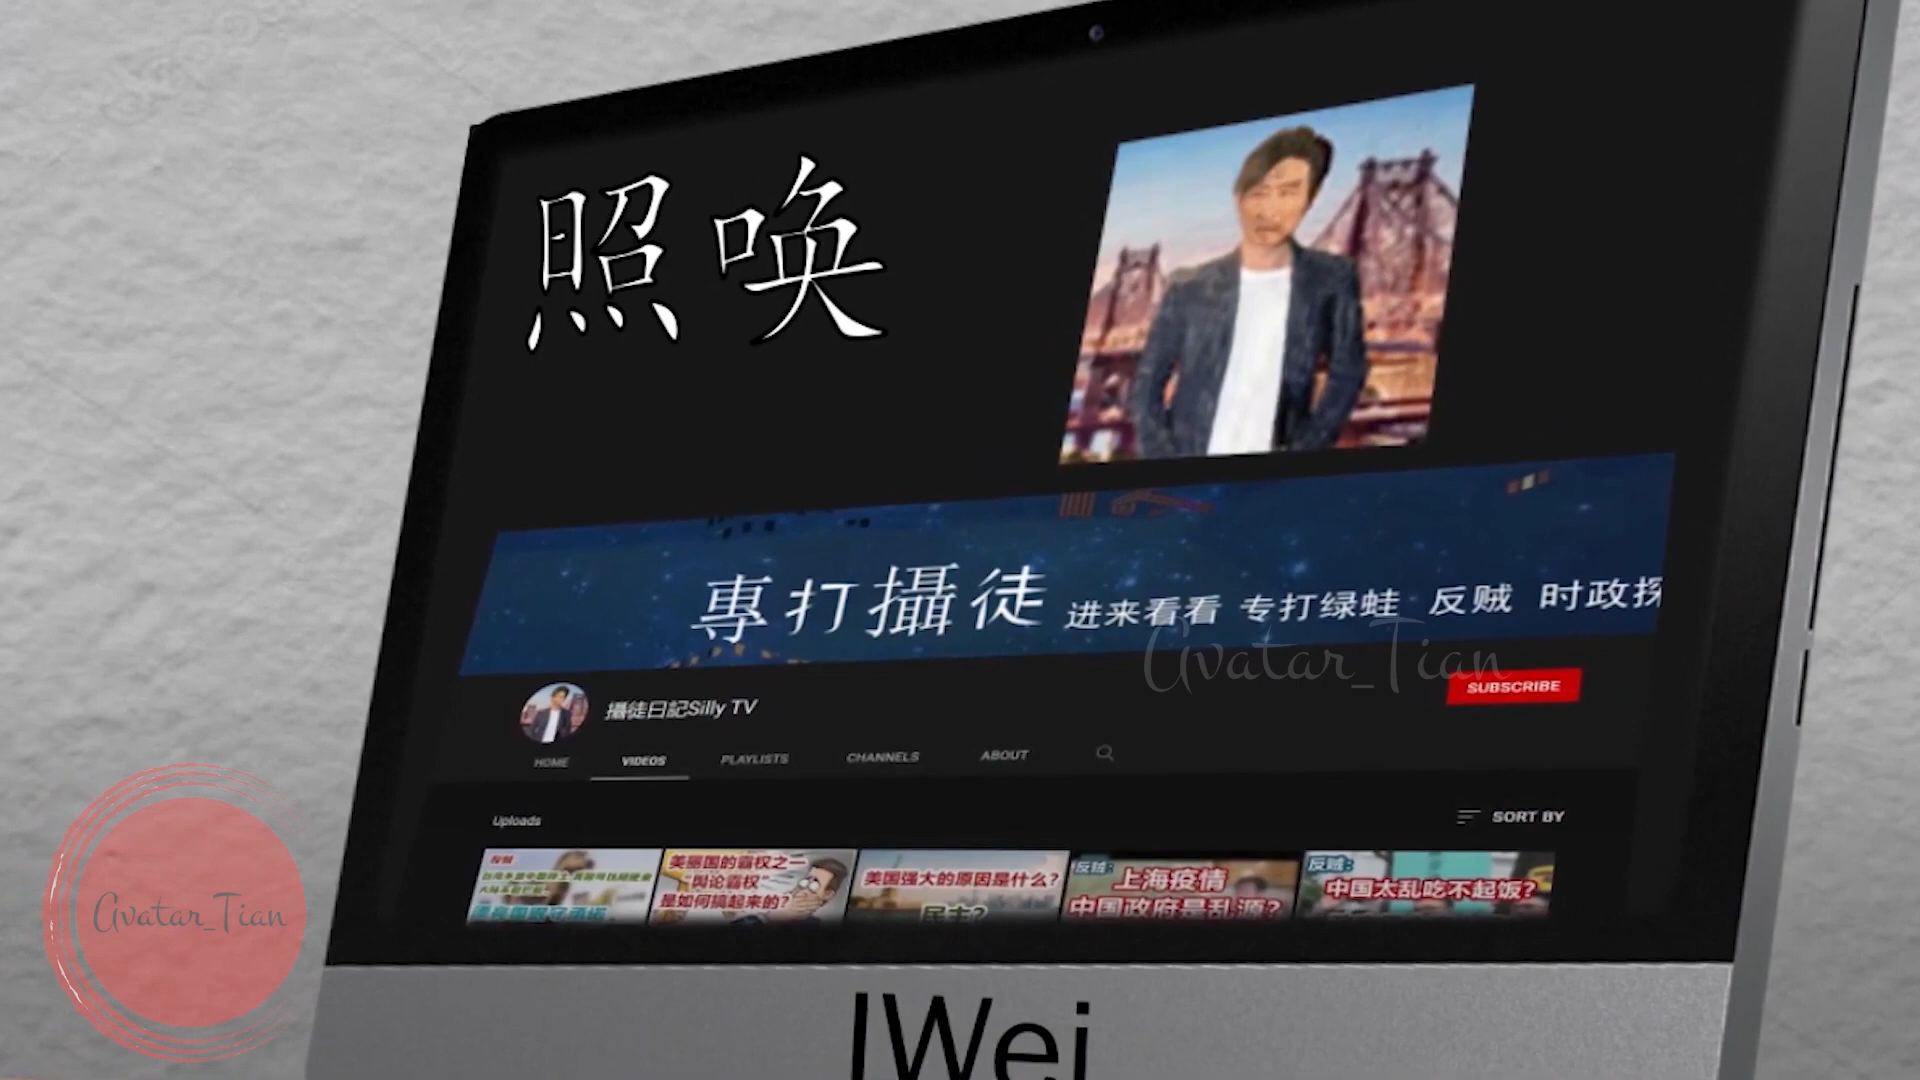 照唤
專打攝徒 进来看看 专打绿蛙 反贼 时政探
Avatar_Tian
SUBSCRIBE
攝徒日記Silly TV
HOME VIDEOS PLAYLISTS CHANNELS ABOUT
Uploads
SORT BY
美丽国的霸权之一
"舆论霸权"
是如何搞起来的?
美国强大的原因是什么?
民主?
反贼:
上海疫情
中国政府是乱源?
反贼:
中国太乱吃不起饭?
Avatar_Tian
IWei